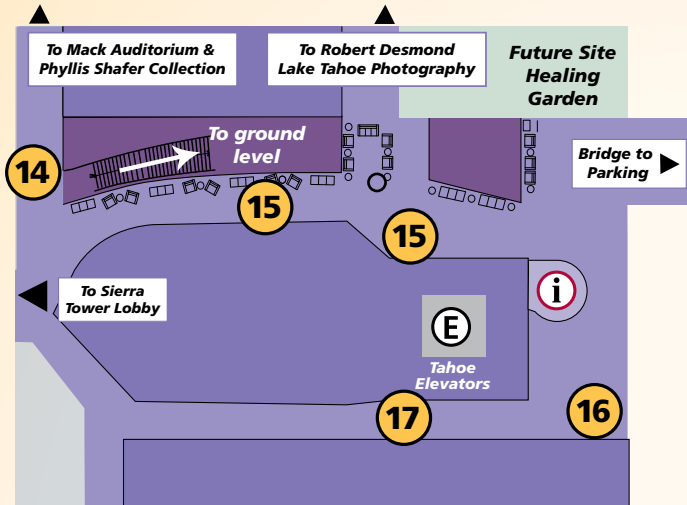 To Mack Auditorium &
Phyllis Shafer Collection
To Robert Desmond
Lake Tahoe Photography
Future Site
Healing
Garden
To ground
level
Bridge to
Parking
14
15
15
To Sierra
Tower Lobby
i
E
Tahoe
Elevators
17
16